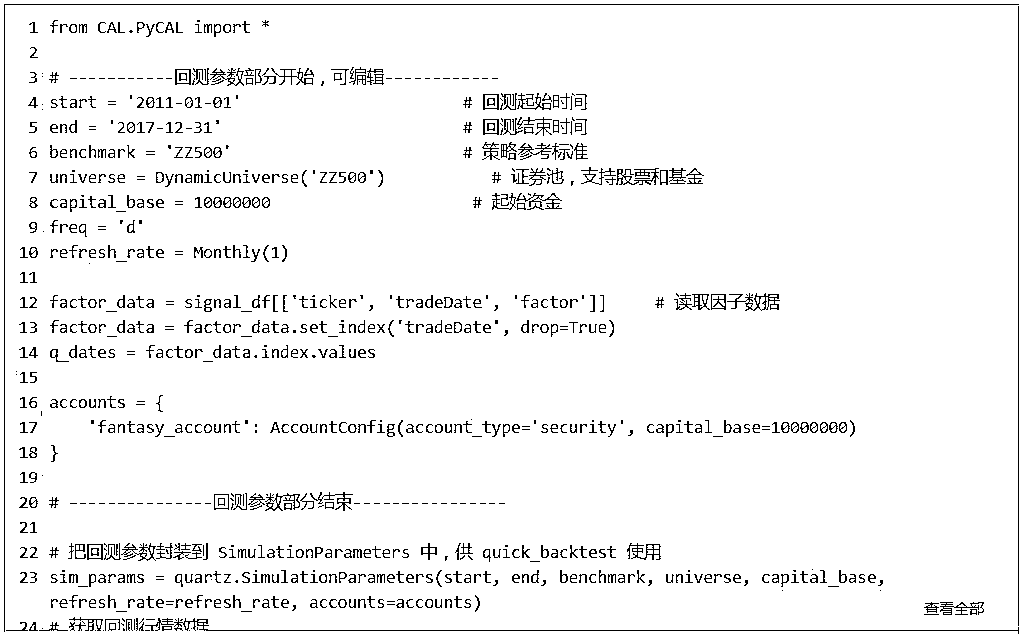 1 from CAL.PyCAL import *
2
3 # -----------回测参数部分开始，可编辑------------
4 start = '2011-01-01' # 回测起始时间
5 end = '2017-12-31' # 回测结束时间
6 benchmark = 'ZZ500' # 策略参考标准
7 universe = DynamicUniverse('ZZ500') # 证券池，支持股票和基金
8 capital_base = 10000000 # 起始资金
9 freq = 'd'
10 refresh_rate = Monthly(1)
11
12 factor_data = signal_df[['ticker', 'tradeDate', 'factor']] # 读取因子数据
13 factor_data = factor_data.set_index('tradeDate', drop=True)
14 q_dates = factor_data.index.values
15
16 accounts = {
17 'fantasy_account': AccountConfig(account_type='security', capital_base=10000000)
18 }
19
20 # ---------------回测参数部分结束----------------
21
22 # 把回测参数封装到 SimulationParameters 中，供 quick_backtest 使用
23 sim_params = quartz.SimulationParameters(start, end, benchmark, universe, capital_base,
refresh_rate=refresh_rate, accounts=accounts)
查看全部
24 # 获取回测行情数据